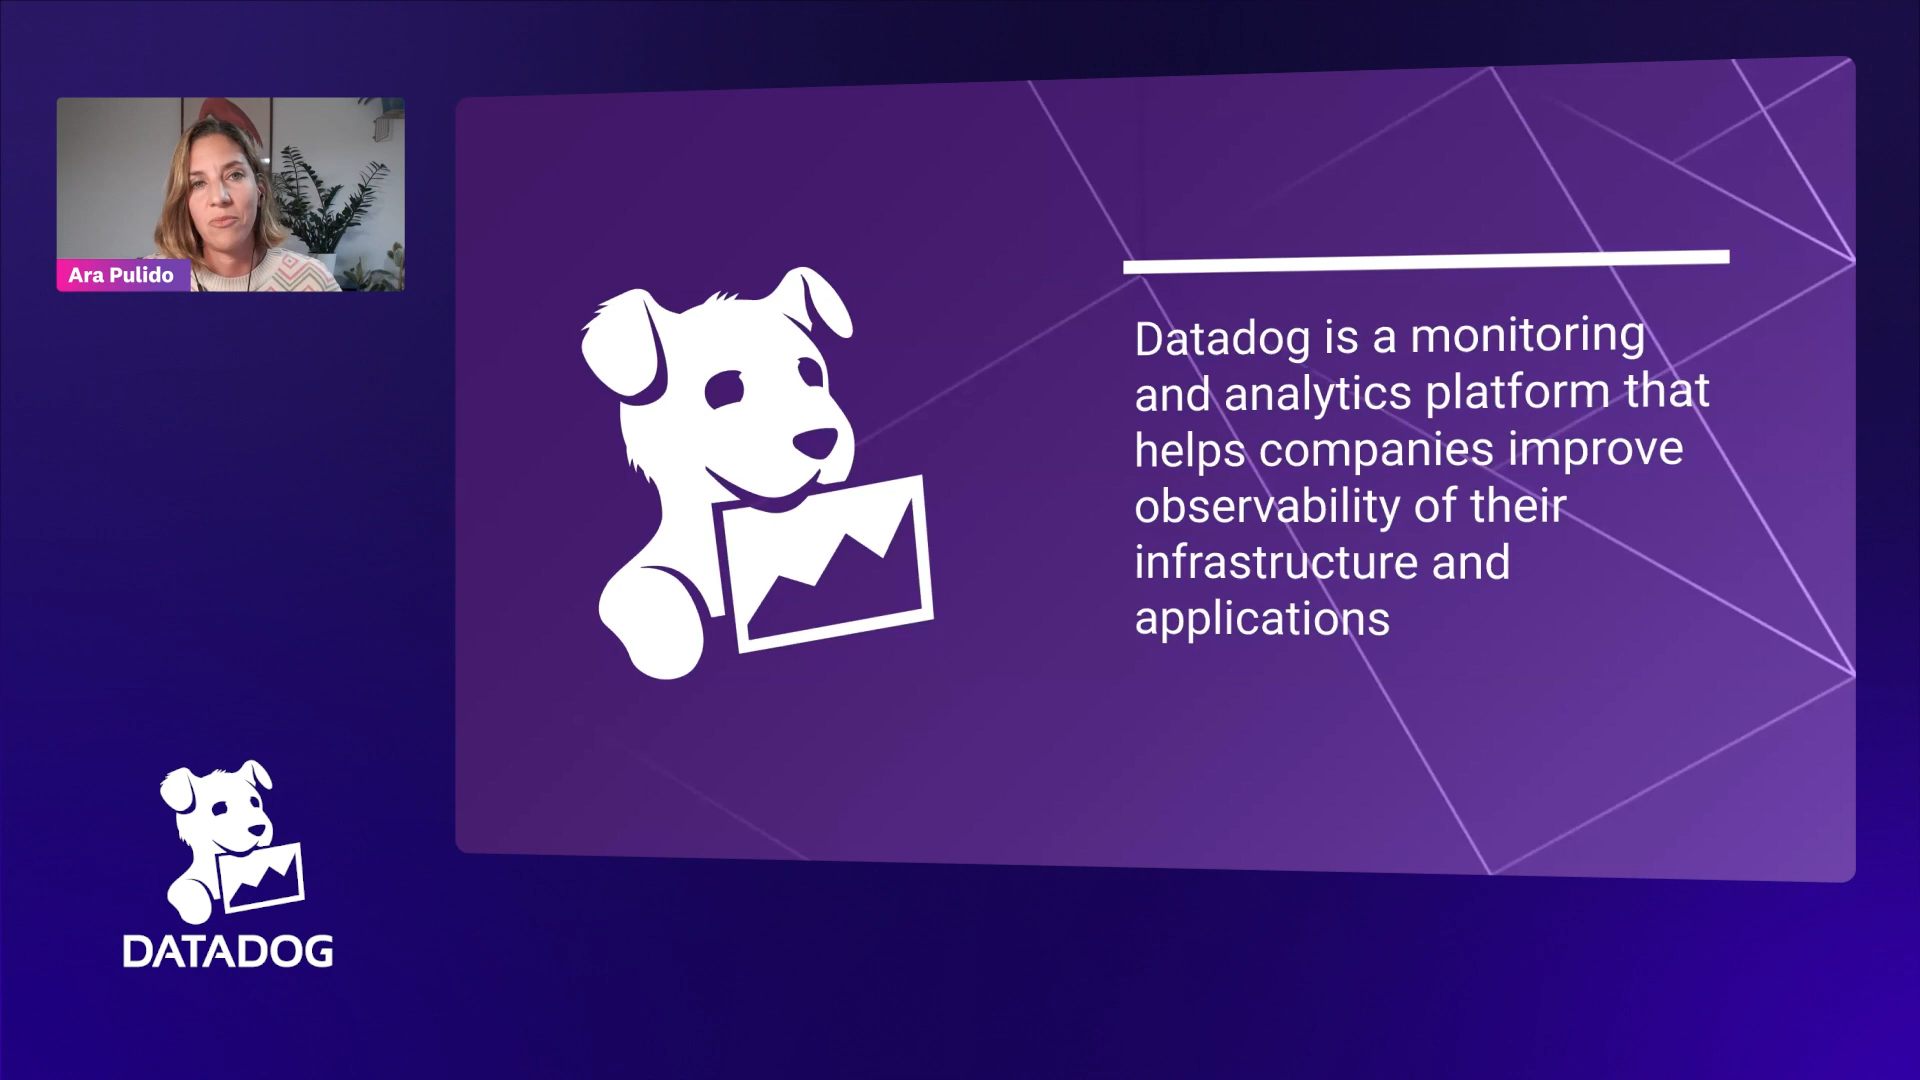 Ara Pulido
Datadog is a monitoring
and analytics platform that
helps companies improve
observability of their
infrastructure and
applications
DATADOG